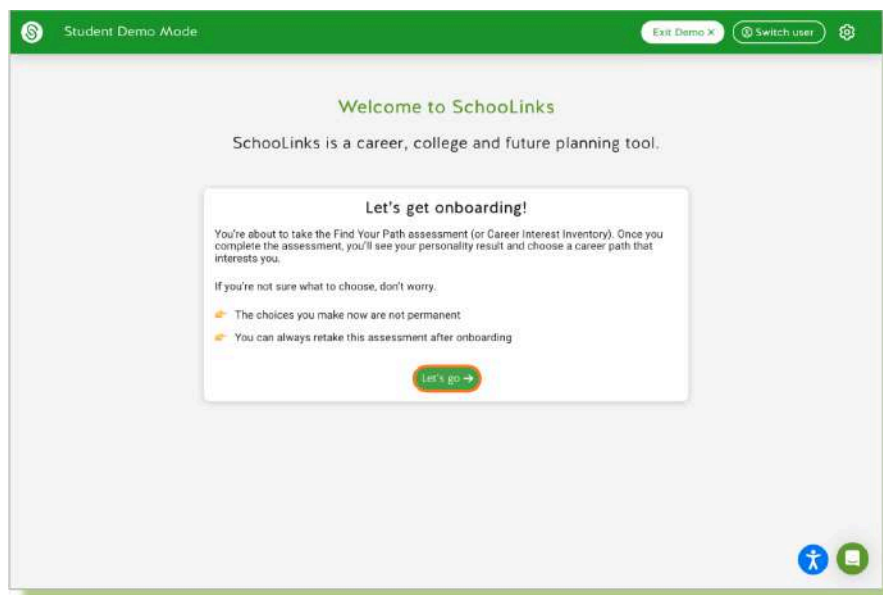 Student Demo Mode
Exit Demo X
Switch user
Welcome to SchooLinks
SchooLinks is a career, college and future planning tool.
Let's get onboarding!
You're about to take the Find Your Path assessment (or Career Interest Inventory). Once you
complete the assessment, you'll see your personality result and choose a career path that
interests you.
If you're not sure what to choose, don't worry.
The choices you make now are not permanent
You can always retake this assessment after onboarding
Let's go →